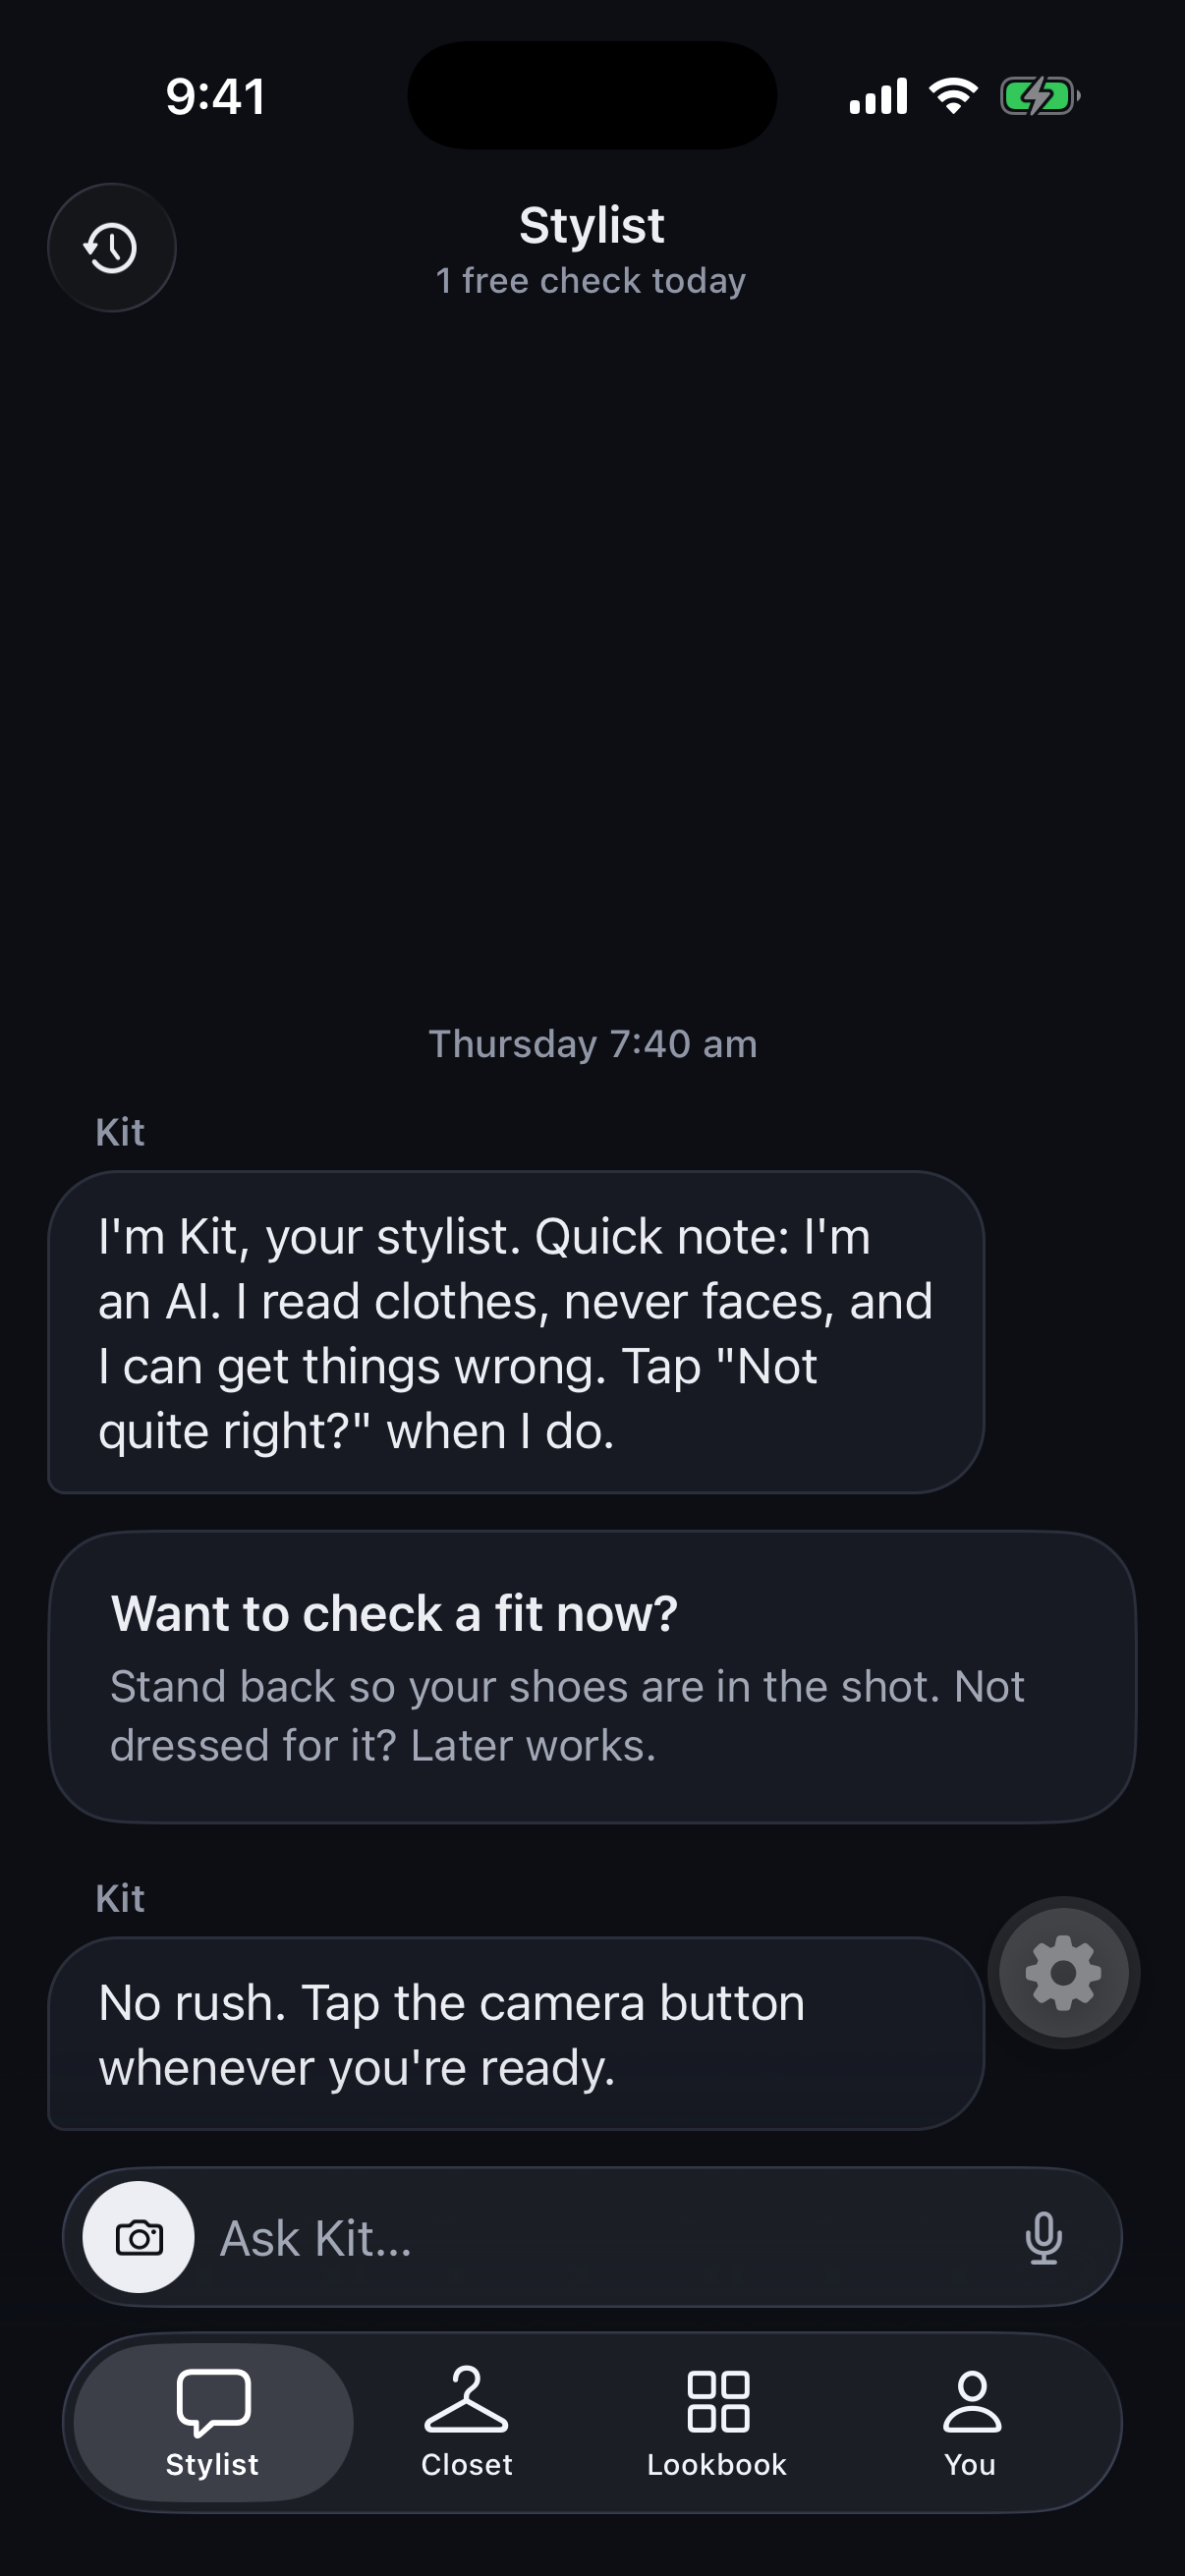 9:41
Stylist
1 free check today
Thursday 7:40 am
Kit
I'm Kit, your stylist. Quick note: I'm
an AI. I read clothes, never faces, and
I can get things wrong. Tap "Not
quite right?" when I do.
Want to check a fit now?
Stand back so your shoes are in the shot. Not
dressed for it? Later works.
Kit
No rush. Tap the camera button
whenever you're ready.
Ask Kit...
Stylist
Closet
Lookbook
You